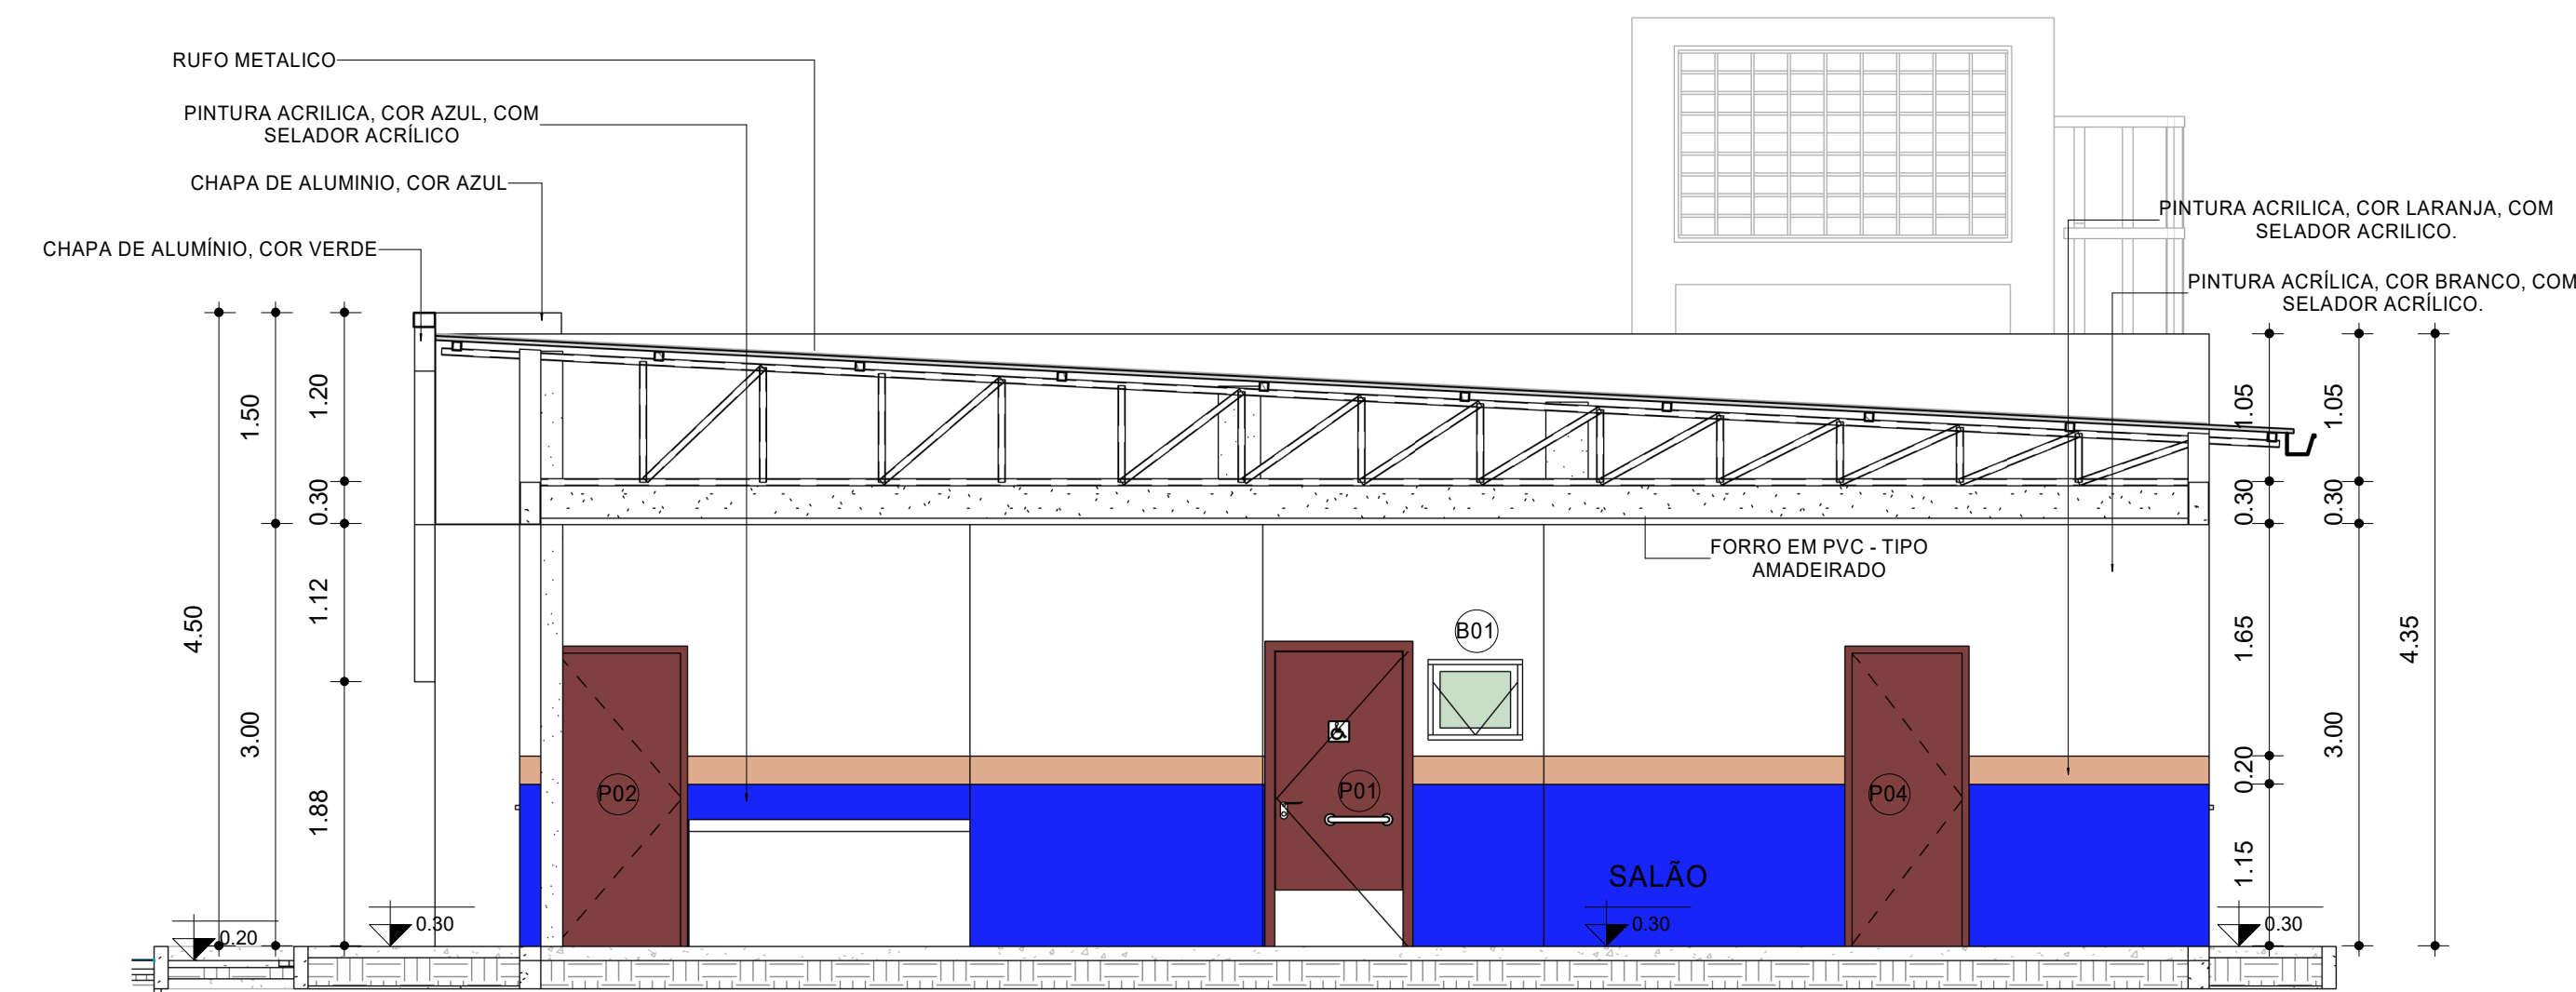 RUFO METALICO
PINTURA ACRILICA, COR AZUL, COM
SELADOR ACRÍLICO
CHAPA DE ALUMINIO, COR AZUL
CHAPA DE ALUMÍNIO, COR VERDE
PINTURA ACRILICA, COR LARANJA, COM
SELADOR ACRILICO.
PINTURA ACRÍLICA, COR BRANCO, COM
SELADOR ACRÍLICO.
FORRO EM PVC - TIPO
AMADEIRADO
4.50
1.50
3.00
1.20
0.30
1.12
1.88
P02
P01
B01
P04
SALÃO
1.05
0.30
1.65
0.20
1.15
1.05
0.30
3.00
4.35
0.20
0.30
0.30
0.30